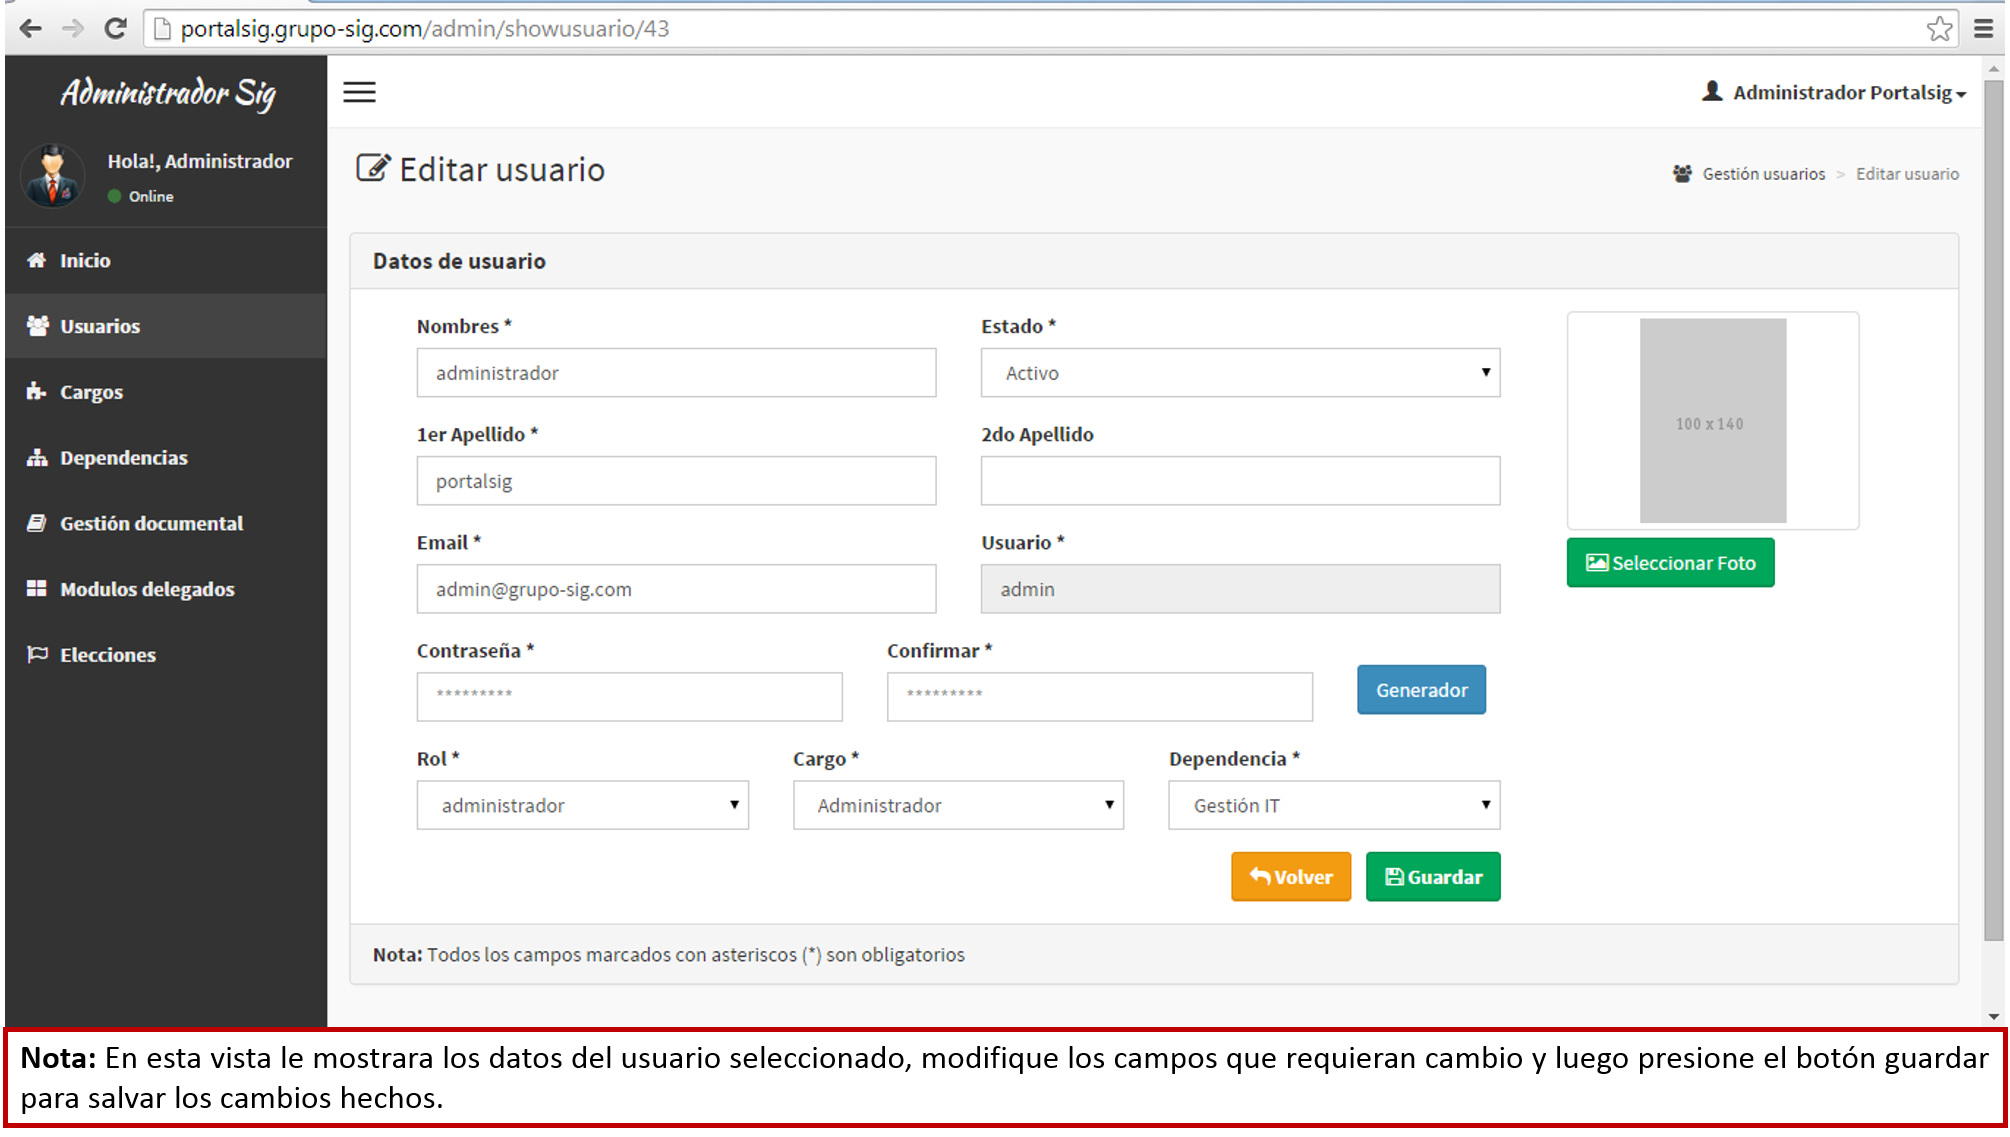 portalsig.grupo-sig.com/admin/showusuario/43
Administrador Sig
Administrador Portalsig
Hola!, Administrador
Online
Editar usuario
Gestión usuarios > Editar usuario
Inicio
Usuarios
Cargos
Dependencias
Gestión documental
Modulos delegados
Elecciones
Datos de usuario
Nombres * Estado *
administrador Activo
1er Apellido * 2do Apellido
portalsig
100 x 140
Email * Usuario *
admin@grupo-sig.com admin
Seleccionar Foto
Contraseña * Confirmar *
********* *********
Generador
Rol * Cargo * Dependencia *
administrador Administrador Gestión IT
Volver Guardar
Nota: Todos los campos marcados con asteriscos (*) son obligatorios
Nota: En esta vista le mostrara los datos del usuario seleccionado, modifique los campos que requieran cambio y luego presione el botón guardar
para salvar los cambios hechos.